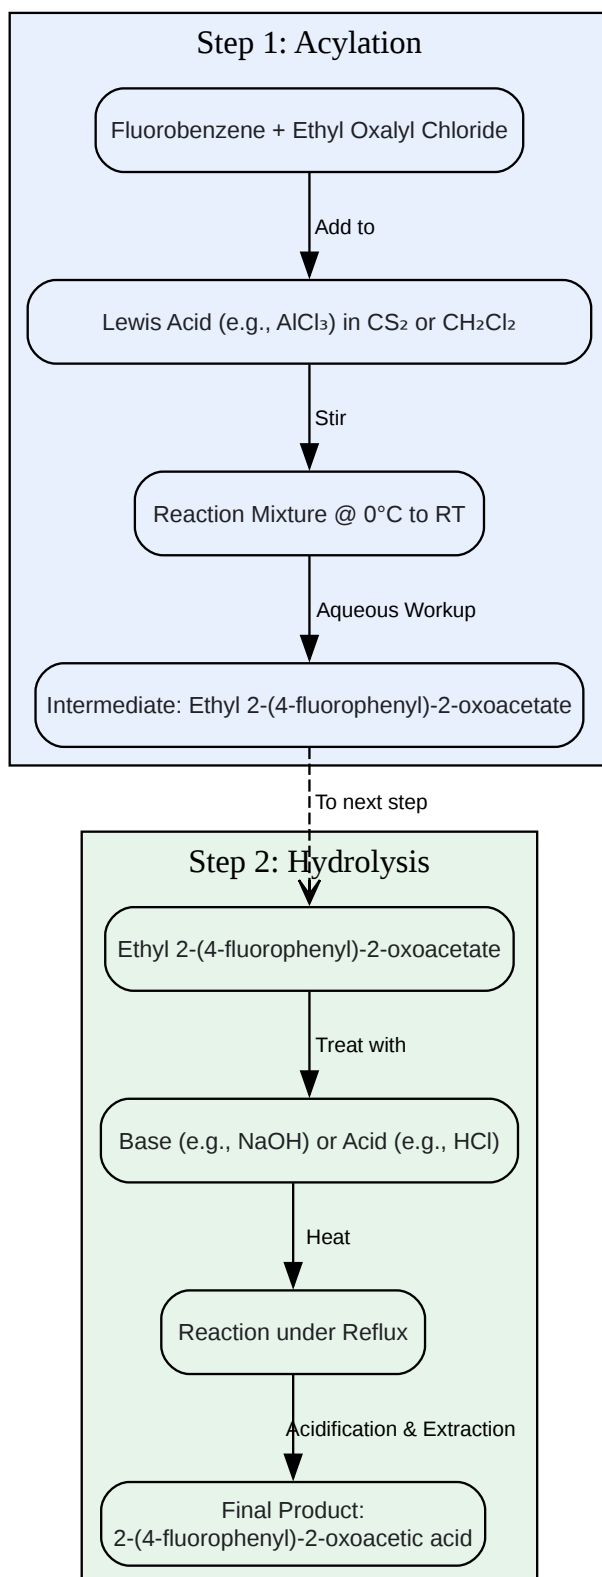 Step 1: Acylation
Fluorobenzene + Ethyl Oxalyl Chloride
Add to
Lewis Acid (e.g., AlCl₃) in CS₂ or CH₂Cl₂
Stir
Reaction Mixture @ 0°C to RT
Aqueous Workup
Intermediate: Ethyl 2-(4-fluorophenyl)-2-oxoacetate
To next step
Step 2: Hydrolysis
Ethyl 2-(4-fluorophenyl)-2-oxoacetate
Treat with
Base (e.g., NaOH) or Acid (e.g., HCl)
Heat
Reaction under Reflux
Acidification & Extraction
Final Product:
2-(4-fluorophenyl)-2-oxoacetic acid